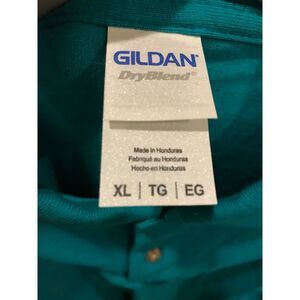 GILDAN®
DryBlend®
Made in Honduras
Fabriqué au Honduras
Hecho en Honduras
XL | TG | EG